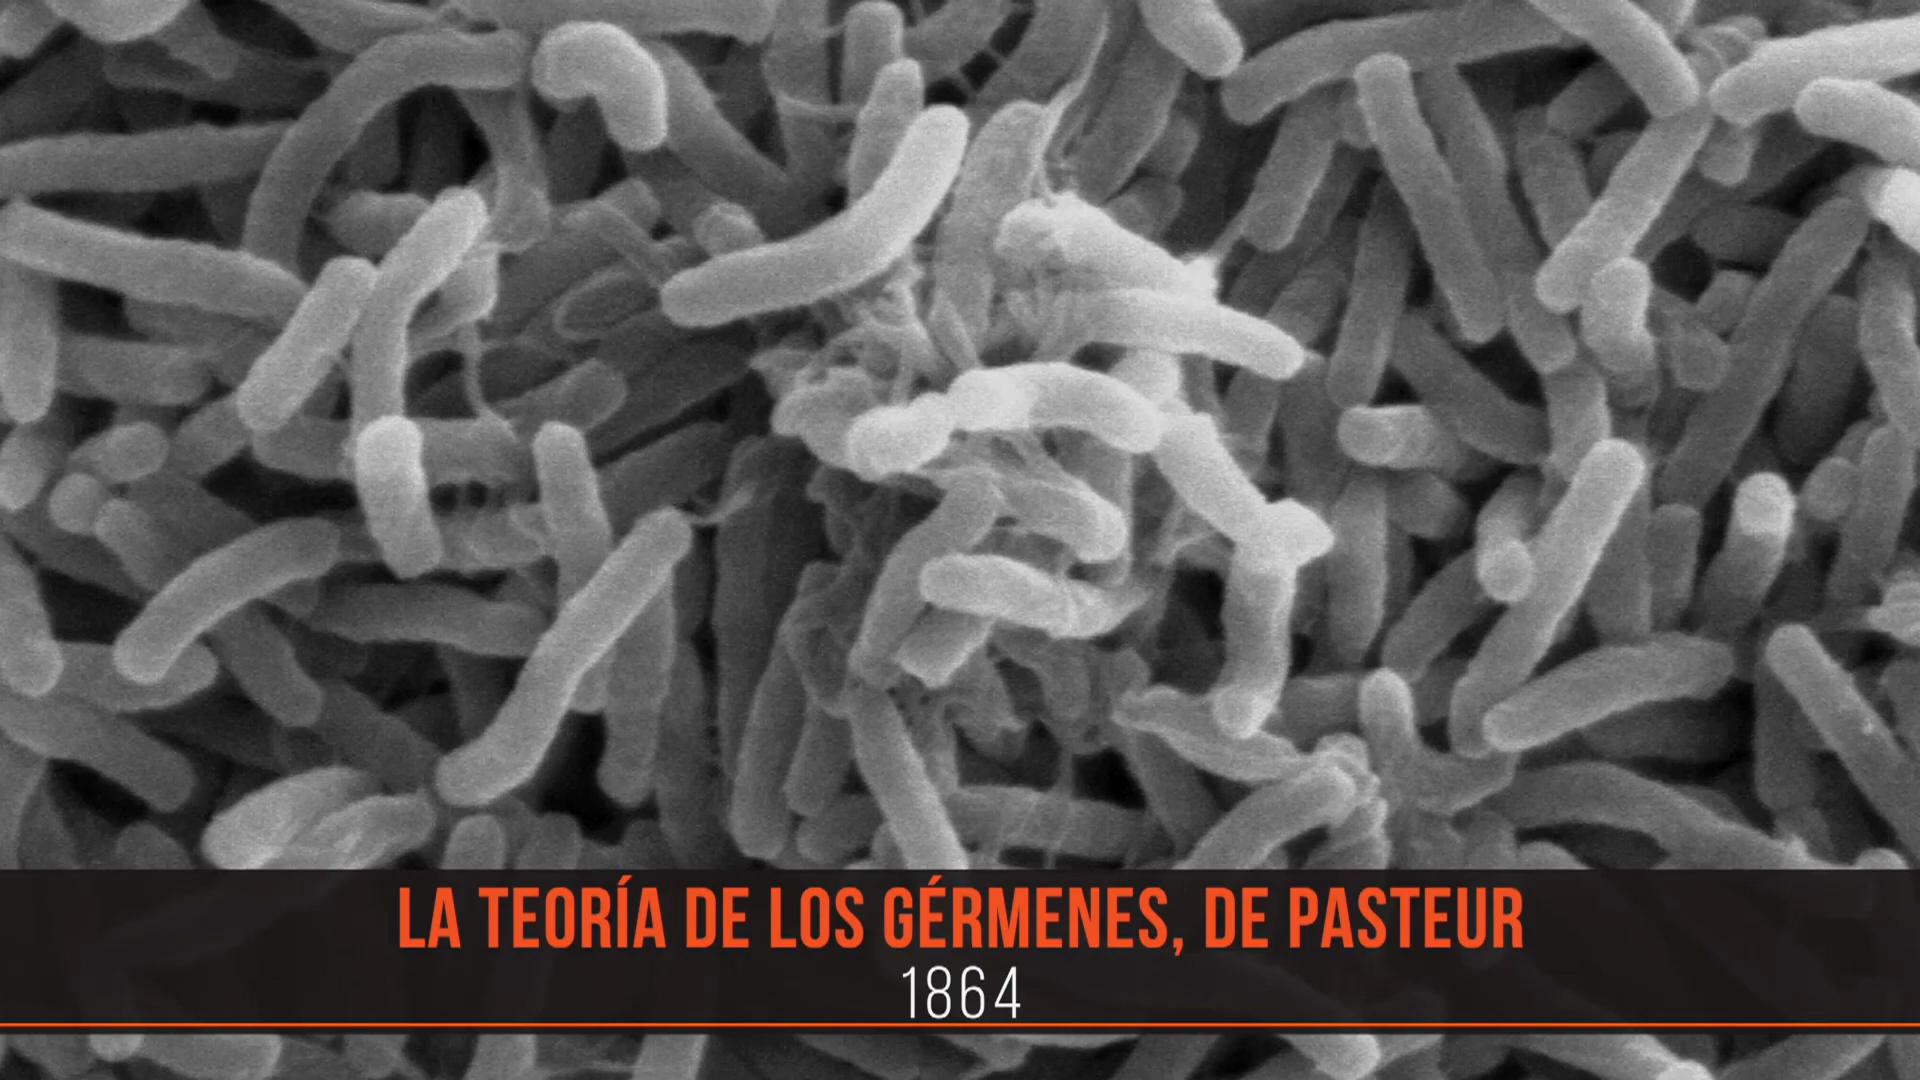 LA TEORÍA DE LOS GÉRMENES, DE PASTEUR
1864